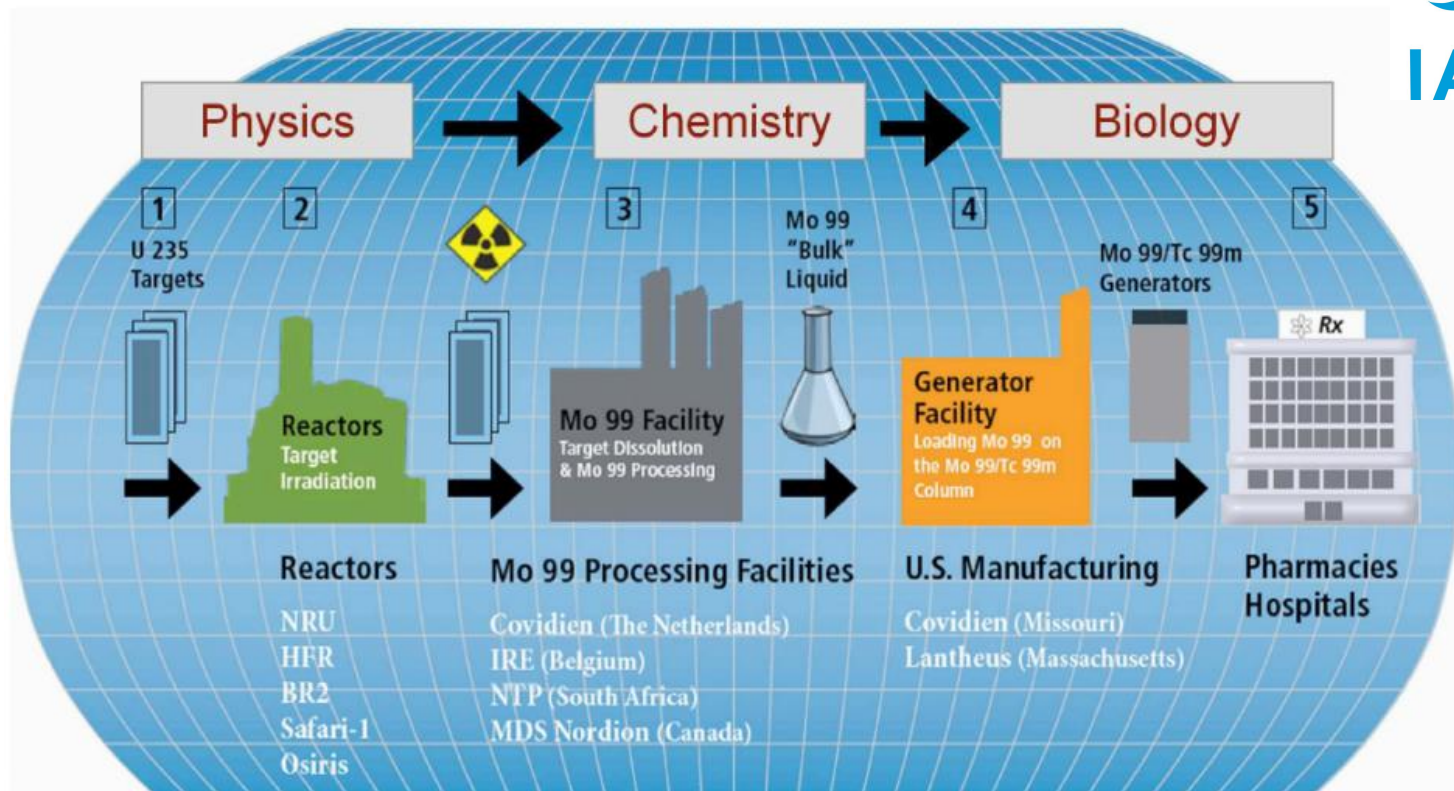 IA
Physics
Chemistry
Biology
1
2
3
4
5
U 235
Targets
Mo 99
"Bulk"
Liquid
Mo 99/Tc 99m
Generators
Rx
Reactors
Target
Irradiation
Mo 99 Facility
Target Dissolution
& Mo 99 Processing
Generator
Facility
Loading Mo 99 on
the Mo 99/Tc 99m
Column
Reactors
NRU
HFR
BR2
Safari-1
Osiris
Mo 99 Processing Facilities
Covidien (The Netherlands)
IRE (Belgium)
NTP (South Africa)
MDS Nordion (Canada)
U.S. Manufacturing
Covidien (Missouri)
Lantheus (Massachusetts)
Pharmacies
Hospitals